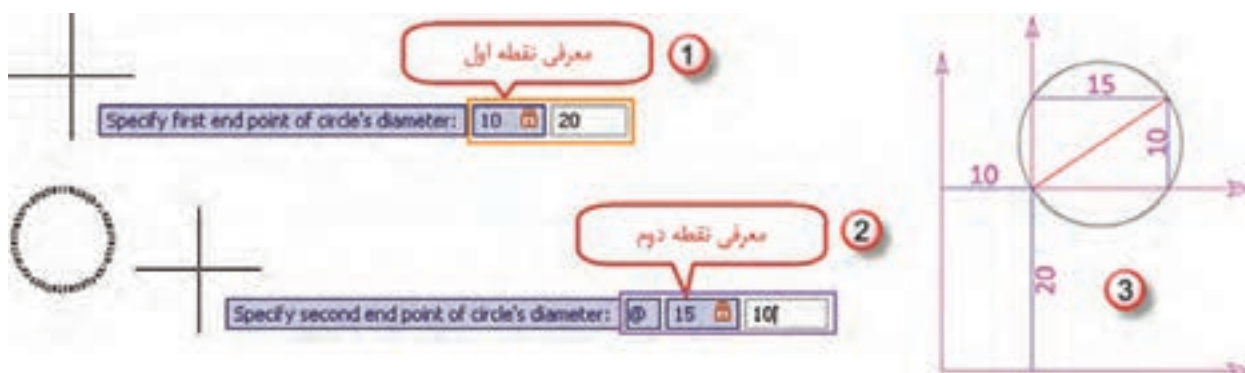 معرفی نقطه اول
1
Specify first end point of circle's diameter: 10 20
معرفی نقطه دوم
2
Specify second end point of circle's diameter: @ 15 10
15
10
10
20
3